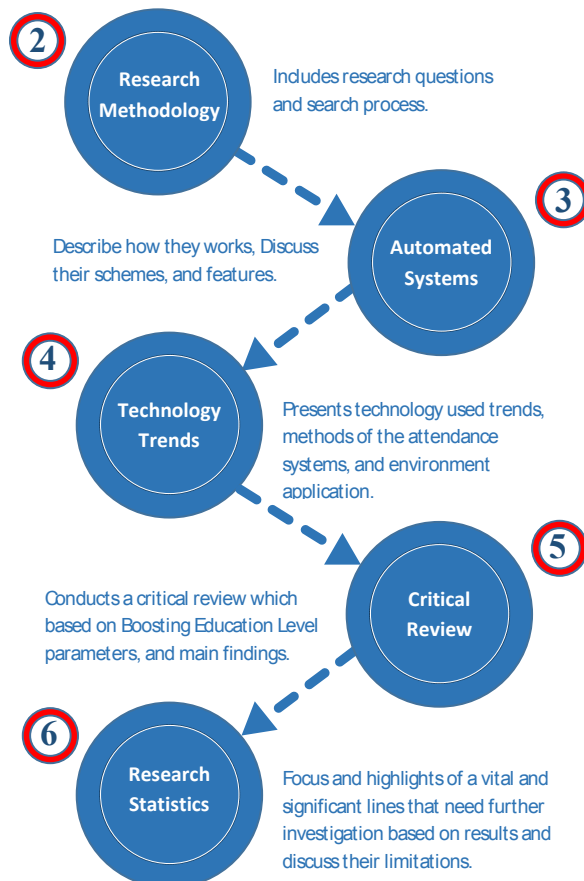 2
Research
Methodology
Includes research questions
and search process.
3
Automated
Systems
Describe how they works, Discuss
their schemes, and features.
4
Technology
Trends
Presents technology used trends,
methods of the attendance
systems, and environment
application.
5
Critical
Review
Conducts a critical review which
based on Boosting Education Level
parameters, and main findings.
6
Research
Statistics
Focus and highlights of a vital and
significant lines that need further
investigation based on results and
discuss their limitations.